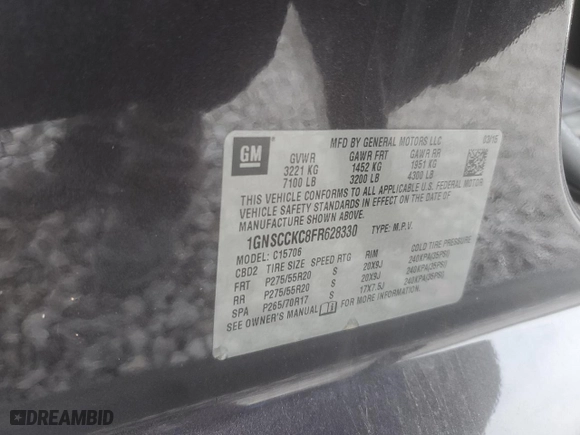 GM
MFD BY GENERAL MOTORS LLC 03/15
GVWR GAWR FRT GAWR RR
3221 KG 1452 KG 1951 KG
7100 LB 3200 LB 4300 LB
THIS VEHICLE CONFORMS TO ALL APPLICABLE U.S. FEDERAL MOTOR
VEHICLE SAFETY STANDARDS IN EFFECT ON THE DATE OF
MANUFACTURE SHOWN ABOVE.
1GNSCCKC8FR628330 TYPE: M.P.V.
MODEL: C15706
CBD2 TIRE SIZE SPEED RTG RIM COLD TIRE PRESSURE
FRT P275/55R20 S 20X9J 240KPA(35PSI)
RR P275/55R20 S 20X9J 240KPA(35PSI)
SPA P265/70R17 S 17X7.5J 240KPA(35PSI)
SEE OWNER'S MANUAL FOR MORE INFORMATION.
DREAMBID